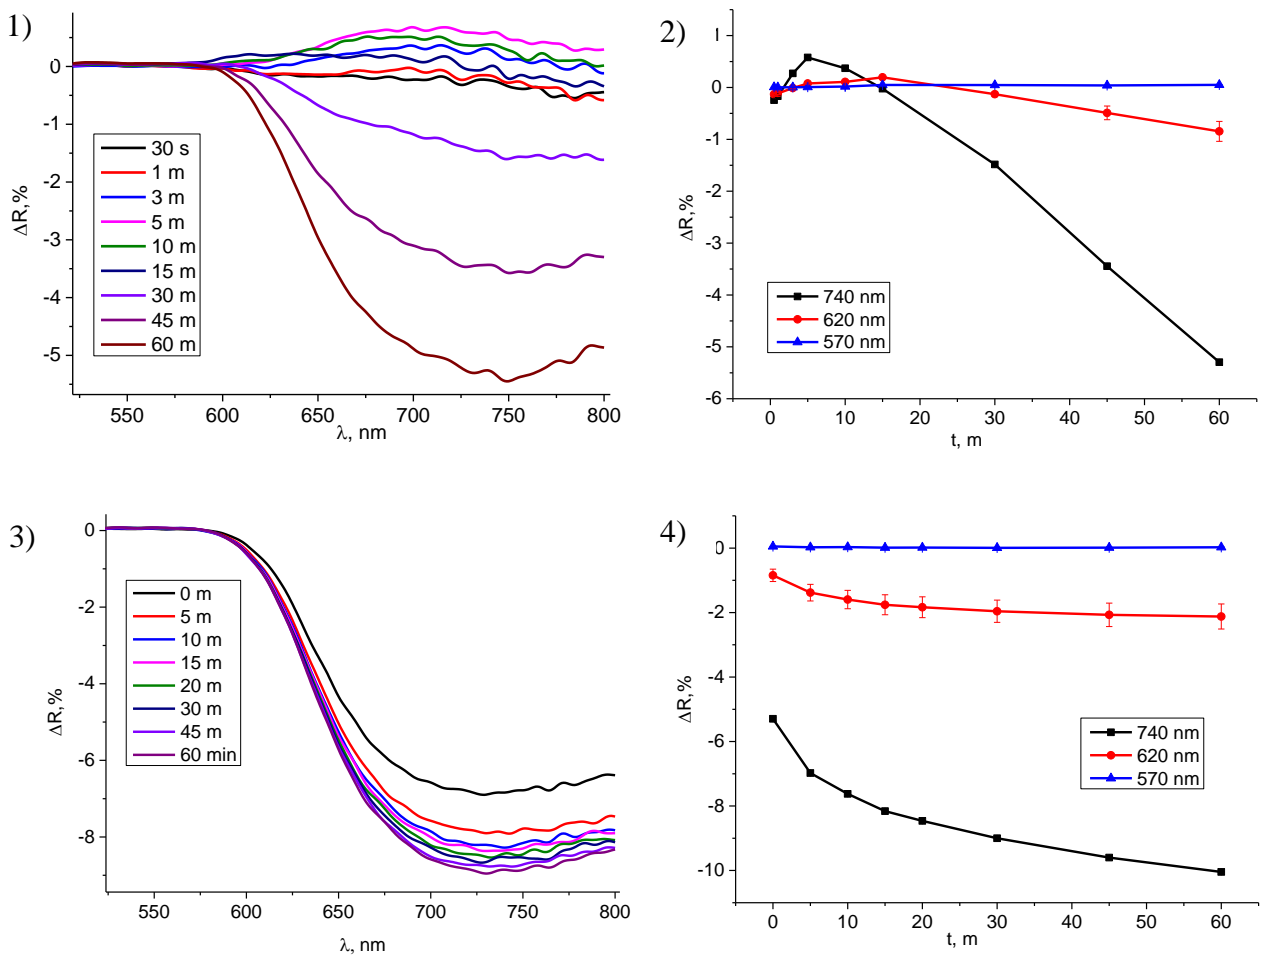 1)
ΔR,%
0
-1
-2
-3
-4
-5
30 s
1 m
3 m
5 m
10 m
15 m
30 m
45 m
60 m
550 600 650 700 750 800
λ, nm
2)
ΔR,%
1
0
-1
-2
-3
-4
-5
-6
740 nm
620 nm
570 nm
0 10 20 30 40 50 60
t, m
3)
ΔR,%
0
-2
-4
-6
-8
0 m
5 m
10 m
15 m
20 m
30 m
45 m
60 min
550 600 650 700 750 800
λ, nm
4)
ΔR,%
0
-2
-4
-6
-8
-10
740 nm
620 nm
570 nm
0 10 20 30 40 50 60
t, m